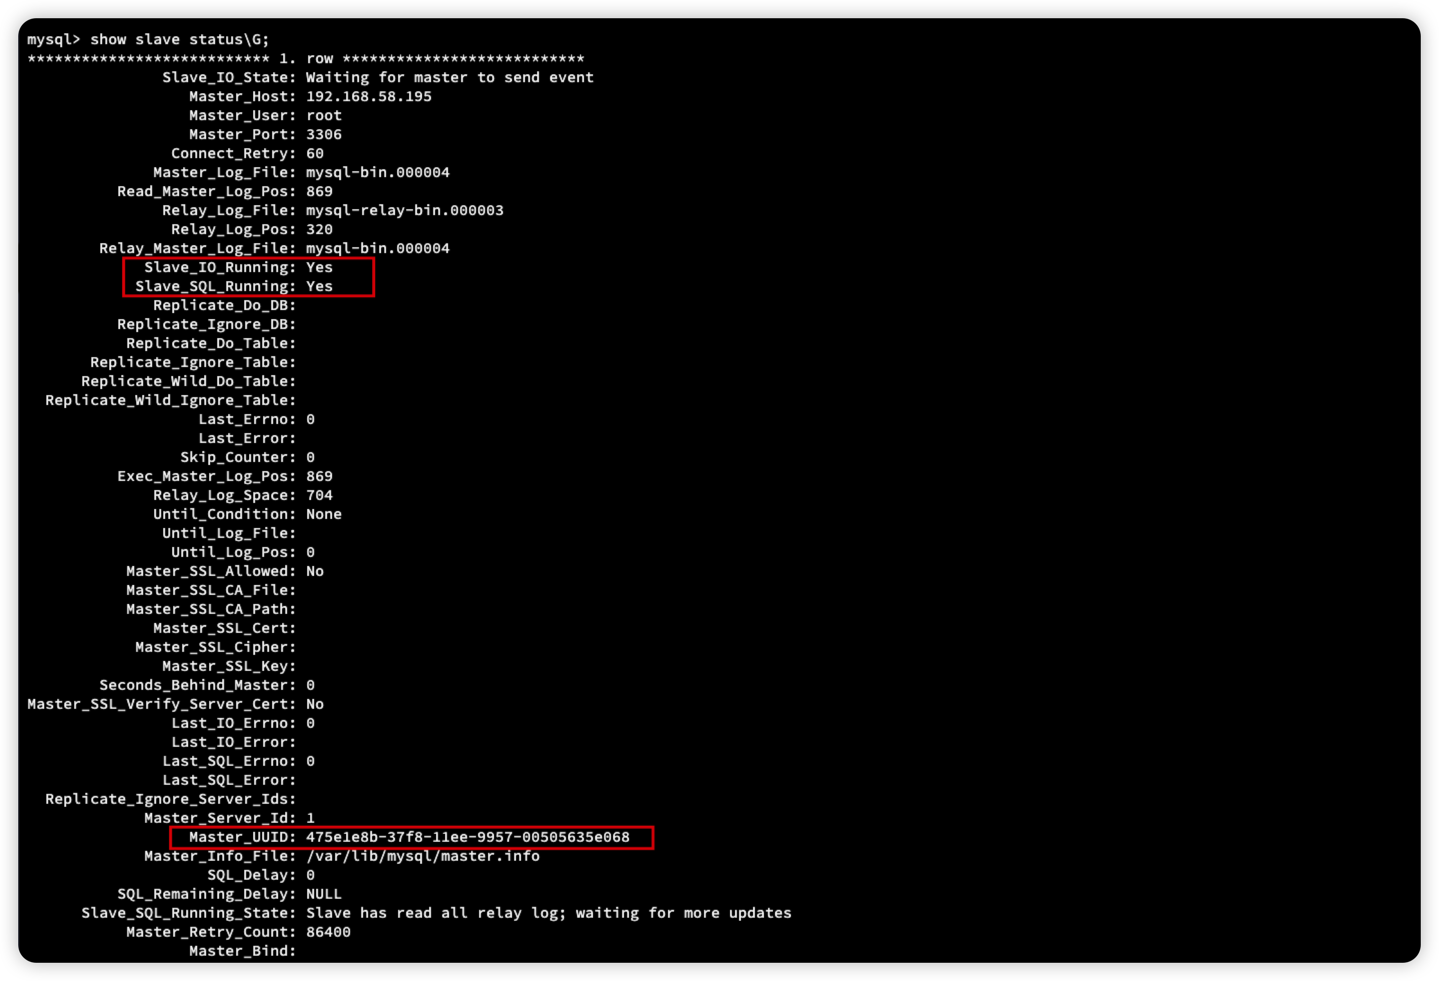 mysql> show slave status\G;
*************************** 1. row ***************************
Slave_IO_State: Waiting for master to send event
Master_Host: 192.168.58.195
Master_User: root
Master_Port: 3306
Connect_Retry: 60
Master_Log_File: mysql-bin.000004
Read_Master_Log_Pos: 869
Relay_Log_File: mysql-relay-bin.000003
Relay_Log_Pos: 320
Relay_Master_Log_File: mysql-bin.000004
Slave_IO_Running: Yes
Slave_SQL_Running: Yes
Replicate_Do_DB:
Replicate_Ignore_DB:
Replicate_Do_Table:
Replicate_Ignore_Table:
Replicate_Wild_Do_Table:
Replicate_Wild_Ignore_Table:
Last_Errno: 0
Last_Error:
Skip_Counter: 0
Exec_Master_Log_Pos: 869
Relay_Log_Space: 704
Until_Condition: None
Until_Log_File:
Until_Log_Pos: 0
Master_SSL_Allowed: No
Master_SSL_CA_File:
Master_SSL_CA_Path:
Master_SSL_Cert:
Master_SSL_Cipher:
Master_SSL_Key:
Seconds_Behind_Master: 0
Master_SSL_Verify_Server_Cert: No
Last_IO_Errno: 0
Last_IO_Error:
Last_SQL_Errno: 0
Last_SQL_Error:
Replicate_Ignore_Server_Ids:
Master_Server_Id: 1
Master_UUID: 475e1e8b-37f8-11ee-9957-00505635e068
Master_Info_File: /var/lib/mysql/master.info
SQL_Delay: 0
SQL_Remaining_Delay: NULL
Slave_SQL_Running_State: Slave has read all relay log; waiting for more updates
Master_Retry_Count: 86400
Master_Bind: